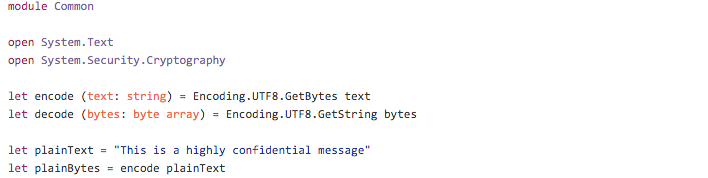 module Common
open System.Text
open System.Security.Cryptography
let encode (text: string) = Encoding.UTF8.GetBytes text
let decode (bytes: byte array) = Encoding.UTF8.GetString bytes
let plainText = "This is a highly confidential message"
let plainBytes = encode plainText